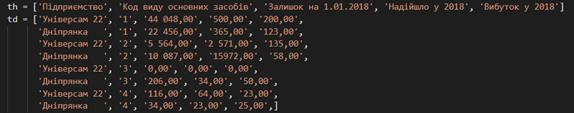 th = ['Підприємство', 'Код виду основних засобів', 'Залишок на 1.01.2018', 'Надійшло у 2018', 'Вибуток у 2018']
td = ['Універсам 22', '1', '44 048,00', '500,00', '200,00',
'Дніпрянка   ', '1', '22 456,00', '365,00', '123,00',
'Універсам 22', '2', '5 564,00', '2 571,00', '135,00',
'Дніпрянка   ', '2', '10 087,00', '15972,00', '58,00',
'Універсам 22', '3', '0,00', '0,00', '0,00',
'Дніпрянка   ', '3', '206,00', '34,00', '50,00',
'Універсам 22', '4', '116,00', '64,00', '23,00',
'Дніпрянка   ', '4', '34,00', '23,00', '25,00',]